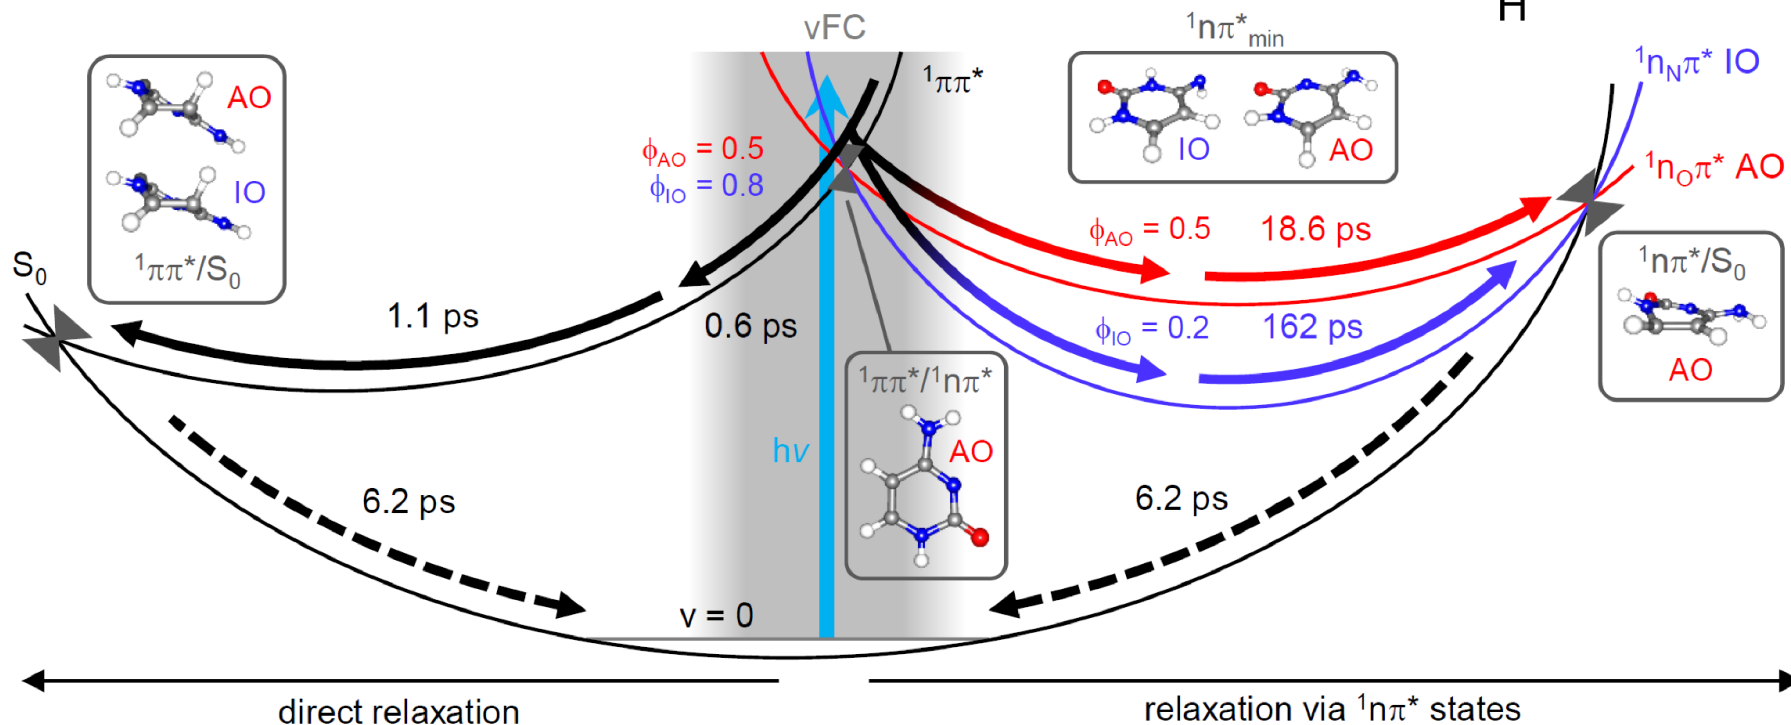 H
vFC
¹nπ*min
¹ππ*
¹nNπ* IO
AO
IO
¹ππ*/S₀
ϕAO = 0.5
ϕIO = 0.8
IO
AO
¹nOπ* AO
S₀
1.1 ps
0.6 ps
ϕAO = 0.5
18.6 ps
ϕIO = 0.2
162 ps
¹nπ*/S₀
AO
¹ππ*/¹nπ*
AO
hν
6.2 ps
6.2 ps
v = 0
direct relaxation
relaxation via ¹nπ* states